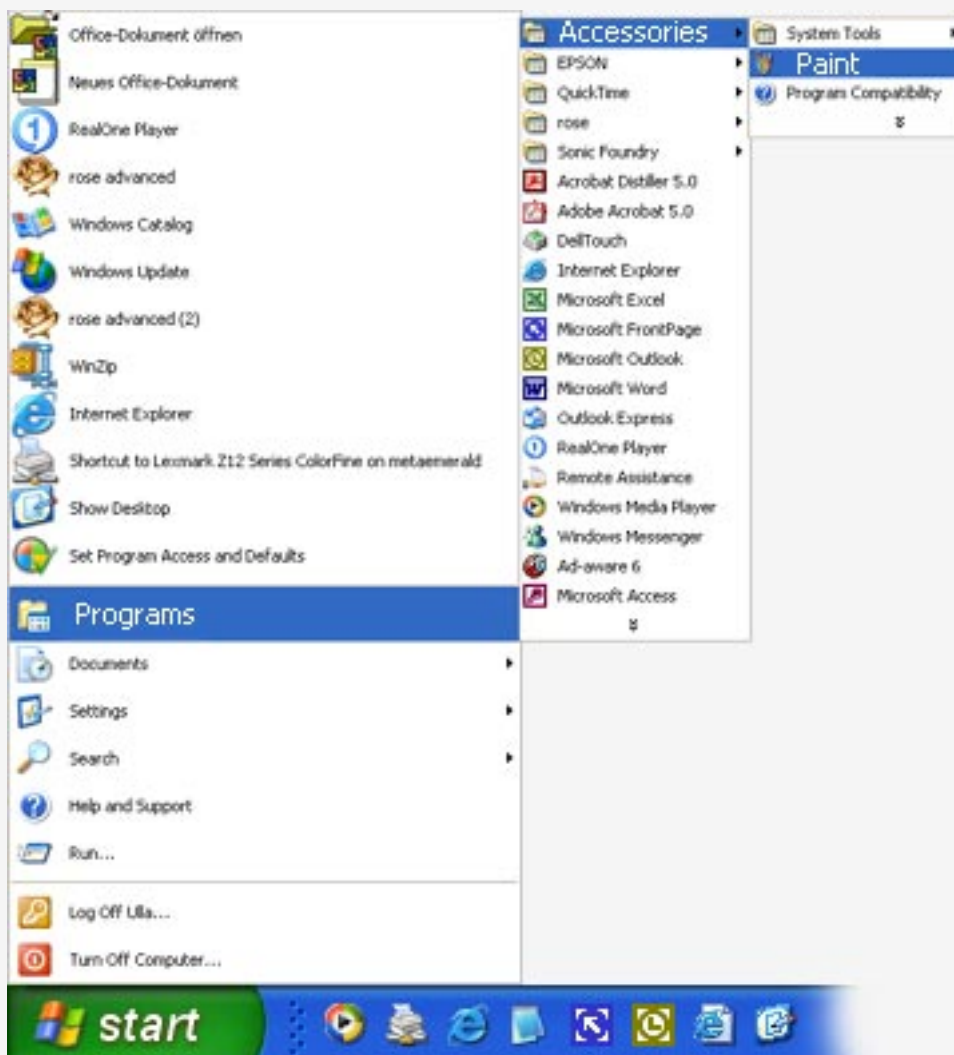 Office-Dokument öffnen
Neues Office-Dokument
RealOne Player
rose advanced
Windows Catalog
Windows Update
rose advanced (2)
WinZip
Internet Explorer
Shortcut to Lexmark Z12 Series ColorFine on metaemerald
Show Desktop
Set Program Access and Defaults
Programs
Documents
Settings
Search
Help and Support
Run...
Log Off Ulla...
Turn Off Computer...
start
Accessories
EPSON
QuickTime
rose
Sonic Foundry
Acrobat Distiller 5.0
Adobe Acrobat 5.0
DellTouch
Internet Explorer
Microsoft Excel
Microsoft FrontPage
Microsoft Outlook
Microsoft Word
Outlook Express
RealOne Player
Remote Assistance
Windows Media Player
Windows Messenger
Ad-aware 6
Microsoft Access
System Tools
Paint
Program Compatibility